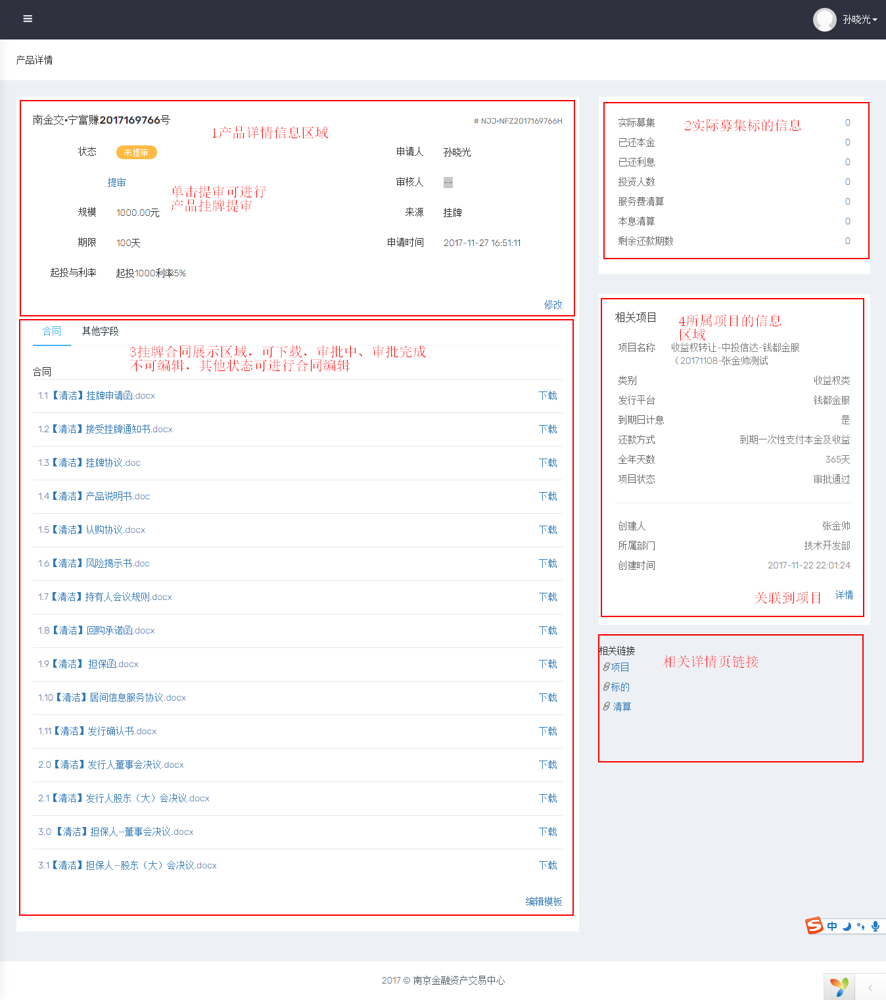 孙晓光
产品详情
南金交•宁富赚2017169766号
# NJJ•NFZ2017169766H
1产品详情信息区域
状态
未提审
申请人
孙晓光
提审
审核人
--
单击提审可进行
产品挂牌提审
规模
1000.00元
来源
挂牌
期限
100天
申请时间
2017-11-27 16:51:11
起投与利率
起投1000利率5%
修改
合同
其他字段
3挂牌合同展示区域，可下载，审批中、审批完成
不可编辑，其他状态可进行合同编辑
合同
1.1【清洁】挂牌申请函.docx 下载
1.2【清洁】接受挂牌通知书.docx 下载
1.3【清洁】挂牌协议.doc 下载
1.4【清洁】产品说明书.doc 下载
1.5【清洁】认购协议.docx 下载
1.6【清洁】风险揭示书.doc 下载
1.7【清洁】持有人会议规则.docx 下载
1.8【清洁】回购承诺函.docx 下载
1.9【清洁】 担保函.docx 下载
1.10【清洁】居间信息服务协议.docx 下载
1.11【清洁】发行确认书.docx 下载
2.0【清洁】发行人董事会决议.docx 下载
2.1【清洁】发行人股东（大）会决议.docx 下载
3.0 【清洁】担保人—董事会决议.docx 下载
3.1【清洁】担保人—股东（大）会决议.docx 下载
编辑模板
2实际募集标的信息
实际募集 0
已还本金 0
已还利息 0
投资人数 0
服务费清算 0
本息清算 0
剩余还款期数 0
相关项目
4所属项目的信息
区域
项目名称 收益权转让-中投信达-钱都金服
（20171108-张金帅测试
类别 收益权类
发行平台 钱都金服
到期日计息 是
还款方式 到期一次性支付本金及收益
全年天数 365天
项目状态 审批通过
创建人 张金帅
所属部门 技术开发部
创建时间 2017-11-22 22:01:24
关联到项目
详情
相关链接
相关详情页链接
项目
标的
清算
中
2017 © 南京金融资产交易中心